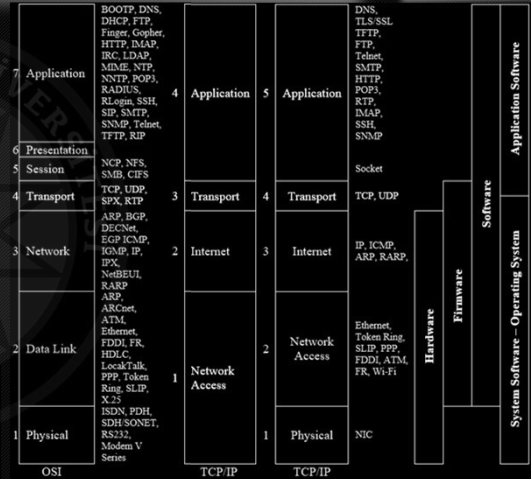 BOOTP, DNS,
DHCP, FTP,
Finger, Gopher,
HTTP, IMAP,
IRC, LDAP,
MIME, NTP,
NNTP, POP3,
RADIUS,
RLogin, SSH,
SIP, SMTP,
SNMP, Telnet,
TFTP, RIP
7 Application
4 Application
5 Application
DNS,
TLS/SSL
TFTP,
FTP,
Telnet,
SMTP,
HTTP,
POP3,
RTP,
IMAP,
SSH,
SNMP
6 Presentation
5 Session
NCP, NFS,
SMB, CIFS
Socket
4 Transport
TCP, UDP,
SPX, RTP
3 Transport
4 Transport
TCP, UDP
3 Network
ARP, BGP,
DECNet,
EGP ICMP,
IGMP, IP,
IPX,
NetBEUI,
RARP
2 Internet
3 Internet
IP, ICMP,
ARP, RARP,
2 Data Link
ARP,
ARCnet,
ATM,
Ethernet,
FDDI, FR,
HDLC,
LocakTalk,
PPP, Token
Ring, SLIP,
X.25
1 Network
Access
2 Network
Access
Ethernet,
Token Ring,
SLIP, PPP,
FDDI, ATM,
FR, Wi-Fi
1 Physical
ISDN, PDH,
SDH/SONET,
RS232,
Modem V
Series
1 Physical
NIC
Hardware
Firmware
Software
Application Software
System Software – Operating System
OSI
TCP/IP
TCP/IP